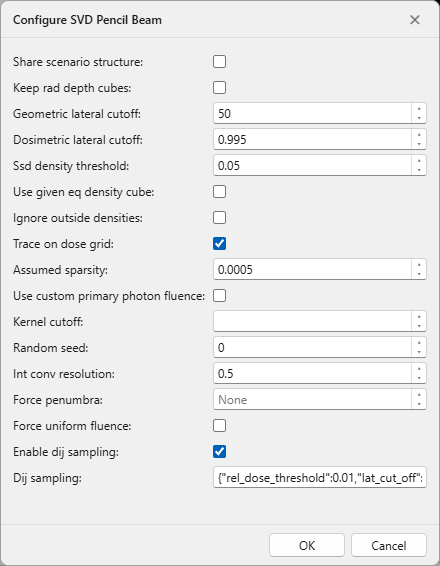 Configure SVD Pencil Beam
Share scenario structure:
Keep rad depth cubes:
Geometric lateral cutoff: 50
Dosimetric lateral cutoff: 0.995
Ssd density threshold: 0.05
Use given eq density cube:
Ignore outside densities:
Trace on dose grid:
Assumed sparsity: 0.0005
Use custom primary photon fluence:
Kernel cutoff:
Random seed: 0
Int conv resolution: 0.5
Force penumbra: None
Force uniform fluence:
Enable dij sampling:
Dij sampling: {"rel_dose_threshold":0.01,"lat_cut_off":
OK Cancel